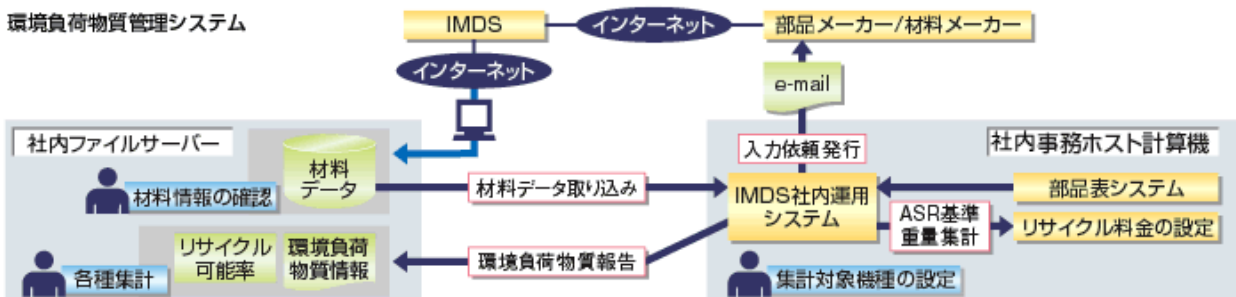 環境負荷物質管理システム
IMDS
インターネット
部品メーカー/材料メーカー
インターネット
e-mail
社内ファイルサーバー
材料
データ
材料情報の確認
材料データ取り込み
入力依頼発行
社内事務ホスト計算機
IMDS社内運用
システム
部品表システム
ASR基準
重量集計
リサイクル料金の設定
リサイクル
可能率
環境負荷
物質情報
各種集計
環境負荷物質報告
集計対象機種の設定